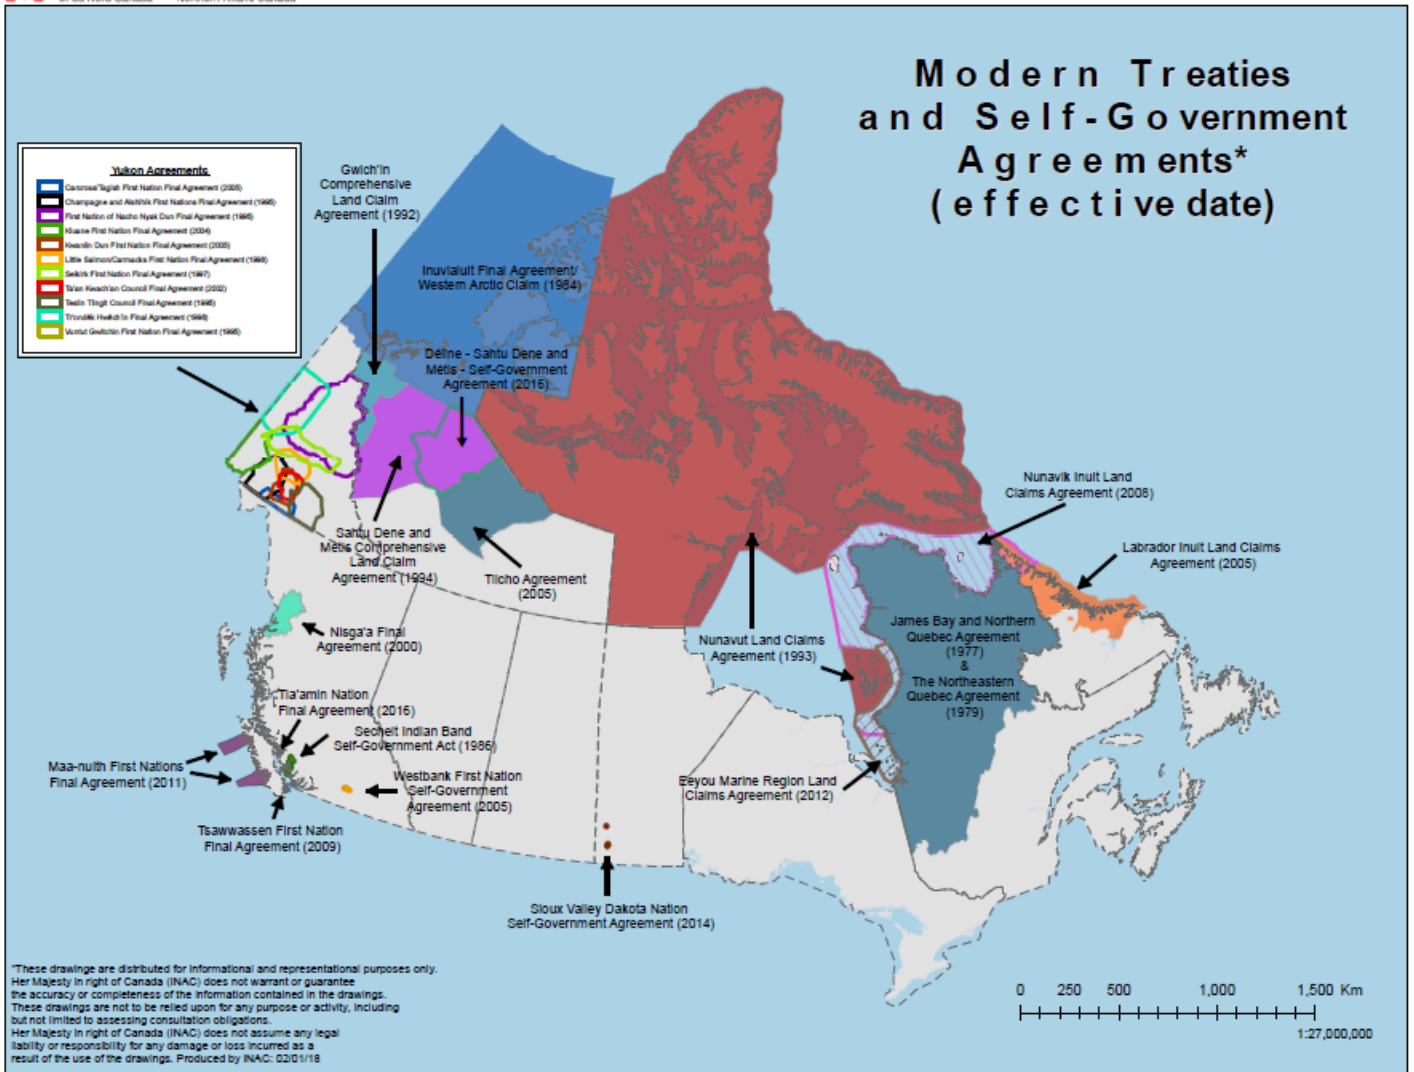 Modern Treaties
and Self-Government
Agreements*
(effective date)
Yukon Agreements
Carcross/Tagish First Nation Final Agreement (2005)
Champagne and Aishihik First Nations Final Agreement (1995)
First Nation of Nacho Nyak Dun Final Agreement (1995)
Kluane First Nation Final Agreement (2004)
Kwanlin Dun First Nation Final Agreement (2005)
Little Salmon/Carmacks First Nation Final Agreement (1998)
Selkirk First Nation Final Agreement (1997)
Ta'an Kwach'an Council Final Agreement (2002)
Teslin Tlingit Council Final Agreement (1995)
Tr'ondëk Hwëch'in Final Agreement (1998)
Vuntut Gwitchin First Nation Final Agreement (1995)
Gwich'in
Comprehensive
Land Claim
Agreement (1992)
Inuvialuit Final Agreement/
Western Arctic Claim (1984)
Déline - Sahtu Dene and
Métis - Self-Government
Agreement (2016)
Sahtu Dene and
Métis Comprehensive
Land Claim
Agreement (1994)
Tlicho Agreement
(2005)
Nunavik Inuit Land
Claims Agreement (2008)
Labrador Inuit Land Claims
Agreement (2005)
Nisga'a Final
Agreement (2000)
Nunavut Land Claims
Agreement (1993)
James Bay and Northern
Quebec Agreement
(1977)
&
The Northeastern
Quebec Agreement
(1979)
Tla'amin Nation
Final Agreement (2016)
Sechelt Indian Band
Self-Government Act (1986)
Maa-nulth First Nations
Final Agreement (2011)
Westbank First Nation
Self-Government
Agreement (2005)
Eeyou Marine Region Land
Claims Agreement (2012)
Tsawwassen First Nation
Final Agreement (2009)
Sioux Valley Dakota Nation
Self-Government Agreement (2014)
*These drawings are distributed for informational and representational purposes only.
Her Majesty in right of Canada (INAC) does not warrant or guarantee
the accuracy or completeness of the information contained in the drawings.
These drawings are not to be relied upon for any purpose or activity, including
but not limited to assessing consultation obligations.
Her Majesty in right of Canada (INAC) does not assume any legal
liability or responsibility for any damage or loss incurred as a
result of the use of the drawings. Produced by INAC: 02/01/18
0 250 500 1,000 1,500 Km
1:27,000,000